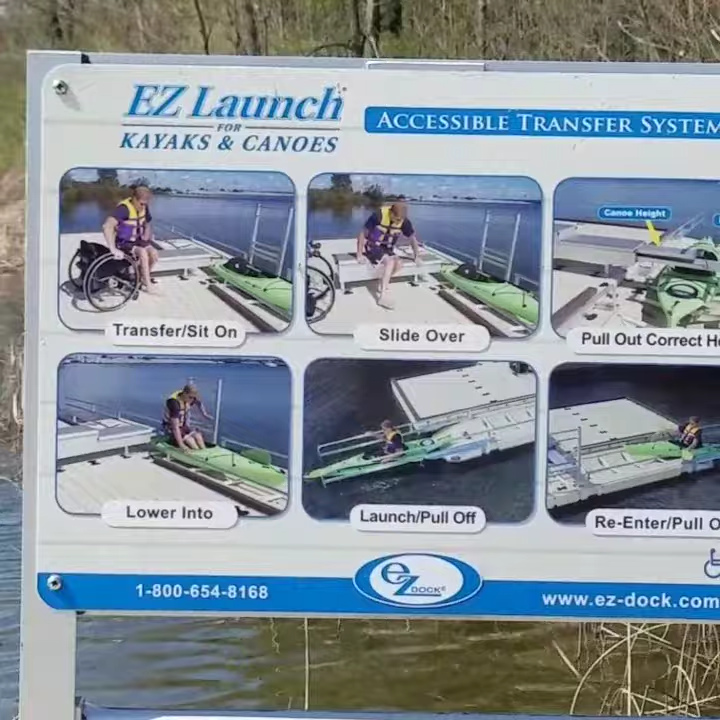 EZ Launch
FOR
KAYAKS & CANOES
ACCESSIBLE TRANSFER SYSTEM
Canoe Height
Transfer/Sit On
Slide Over
Pull Out Correct
Lower Into
Launch/Pull Off
Re-Enter/Pull
1-800-654-8168
eZ DOCK®
www.ez-dock.com